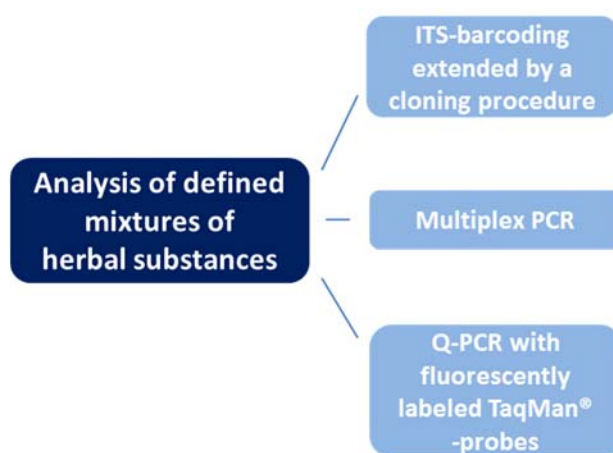 ITS-barcoding
extended by a
cloning procedure
Analysis of defined
mixtures of
herbal substances
Multiplex PCR
Q-PCR with
fluorescently
labeled TaqMan®
-probes